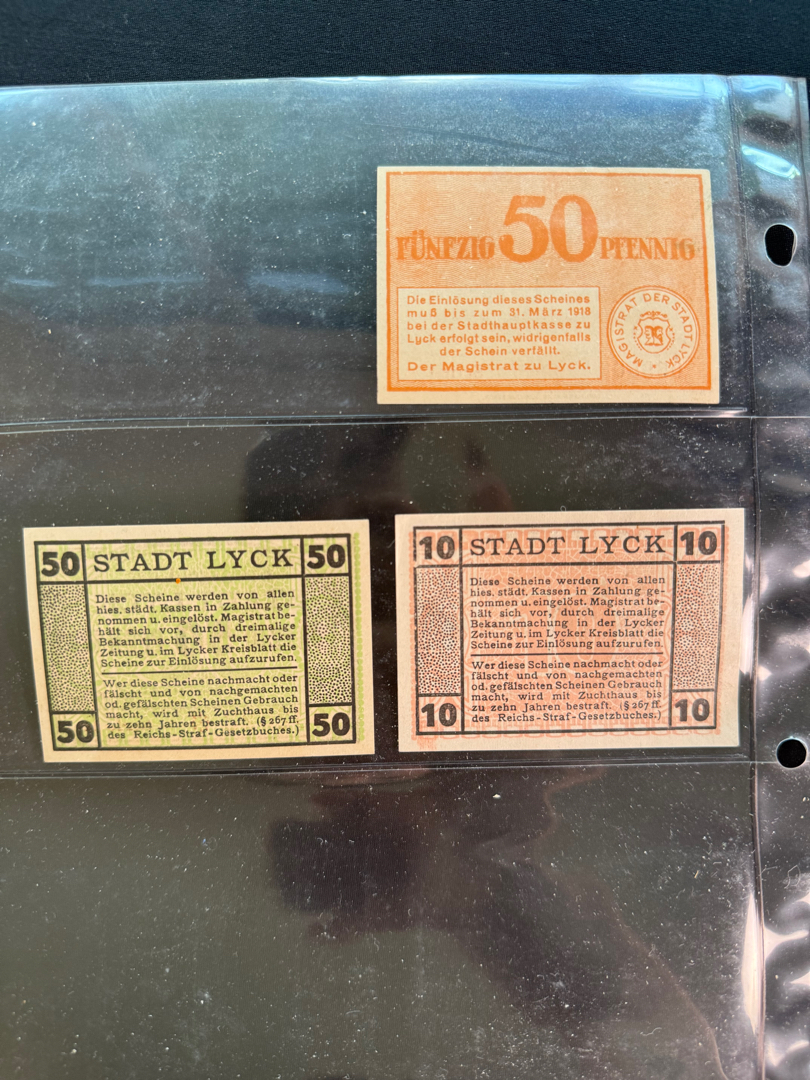 FÜNFZIG 50 PFENNIG
Die Einlösung dieses Scheines
muß bis zum 31. März 1918
bei der Stadthauptkasse zu
Lyck erfolgt sein, widrigenfalls
der Schein verfällt.
Der Magistrat zu Lyck.
MAGISTRAT DER STADT LYCK
50 STADT LYCK 50
Diese Scheine werden von allen
hies. städt. Kassen in Zahlung ge-
nommen u. eingelöst. Magistrat be-
hält sich vor, durch dreimalige
Bekanntmachung in der Lycker
Zeitung u. im Lycker Kreisblatt die
Scheine zur Einlösung aufzurufen.
Wer diese Scheine nachmacht oder
fälscht und von nachgemachten
od. gefälschten Scheinen Gebrauch
macht, wird mit Zuchthaus bis
zu zehn Jahren bestraft. (§ 267 ff.
des Reichs-Straf-Gesetzbuches.)
50 50
10 STADT LYCK 10
Diese Scheine werden von allen
hies. städt. Kassen in Zahlung ge-
nommen u. eingelöst. Magistrat be-
hält sich vor, durch dreimalige
Bekanntmachung in der Lycker
Zeitung u. im Lycker Kreisblatt die
Scheine zur Einlösung aufzurufen.
Wer diese Scheine nachmacht oder
fälscht und von nachgemachten
od. gefälschten Scheinen Gebrauch
macht, wird mit Zuchthaus bis
zu zehn Jahren bestraft. (§ 267 ff.
des Reichs-Straf-Gesetzbuches.)
10 10